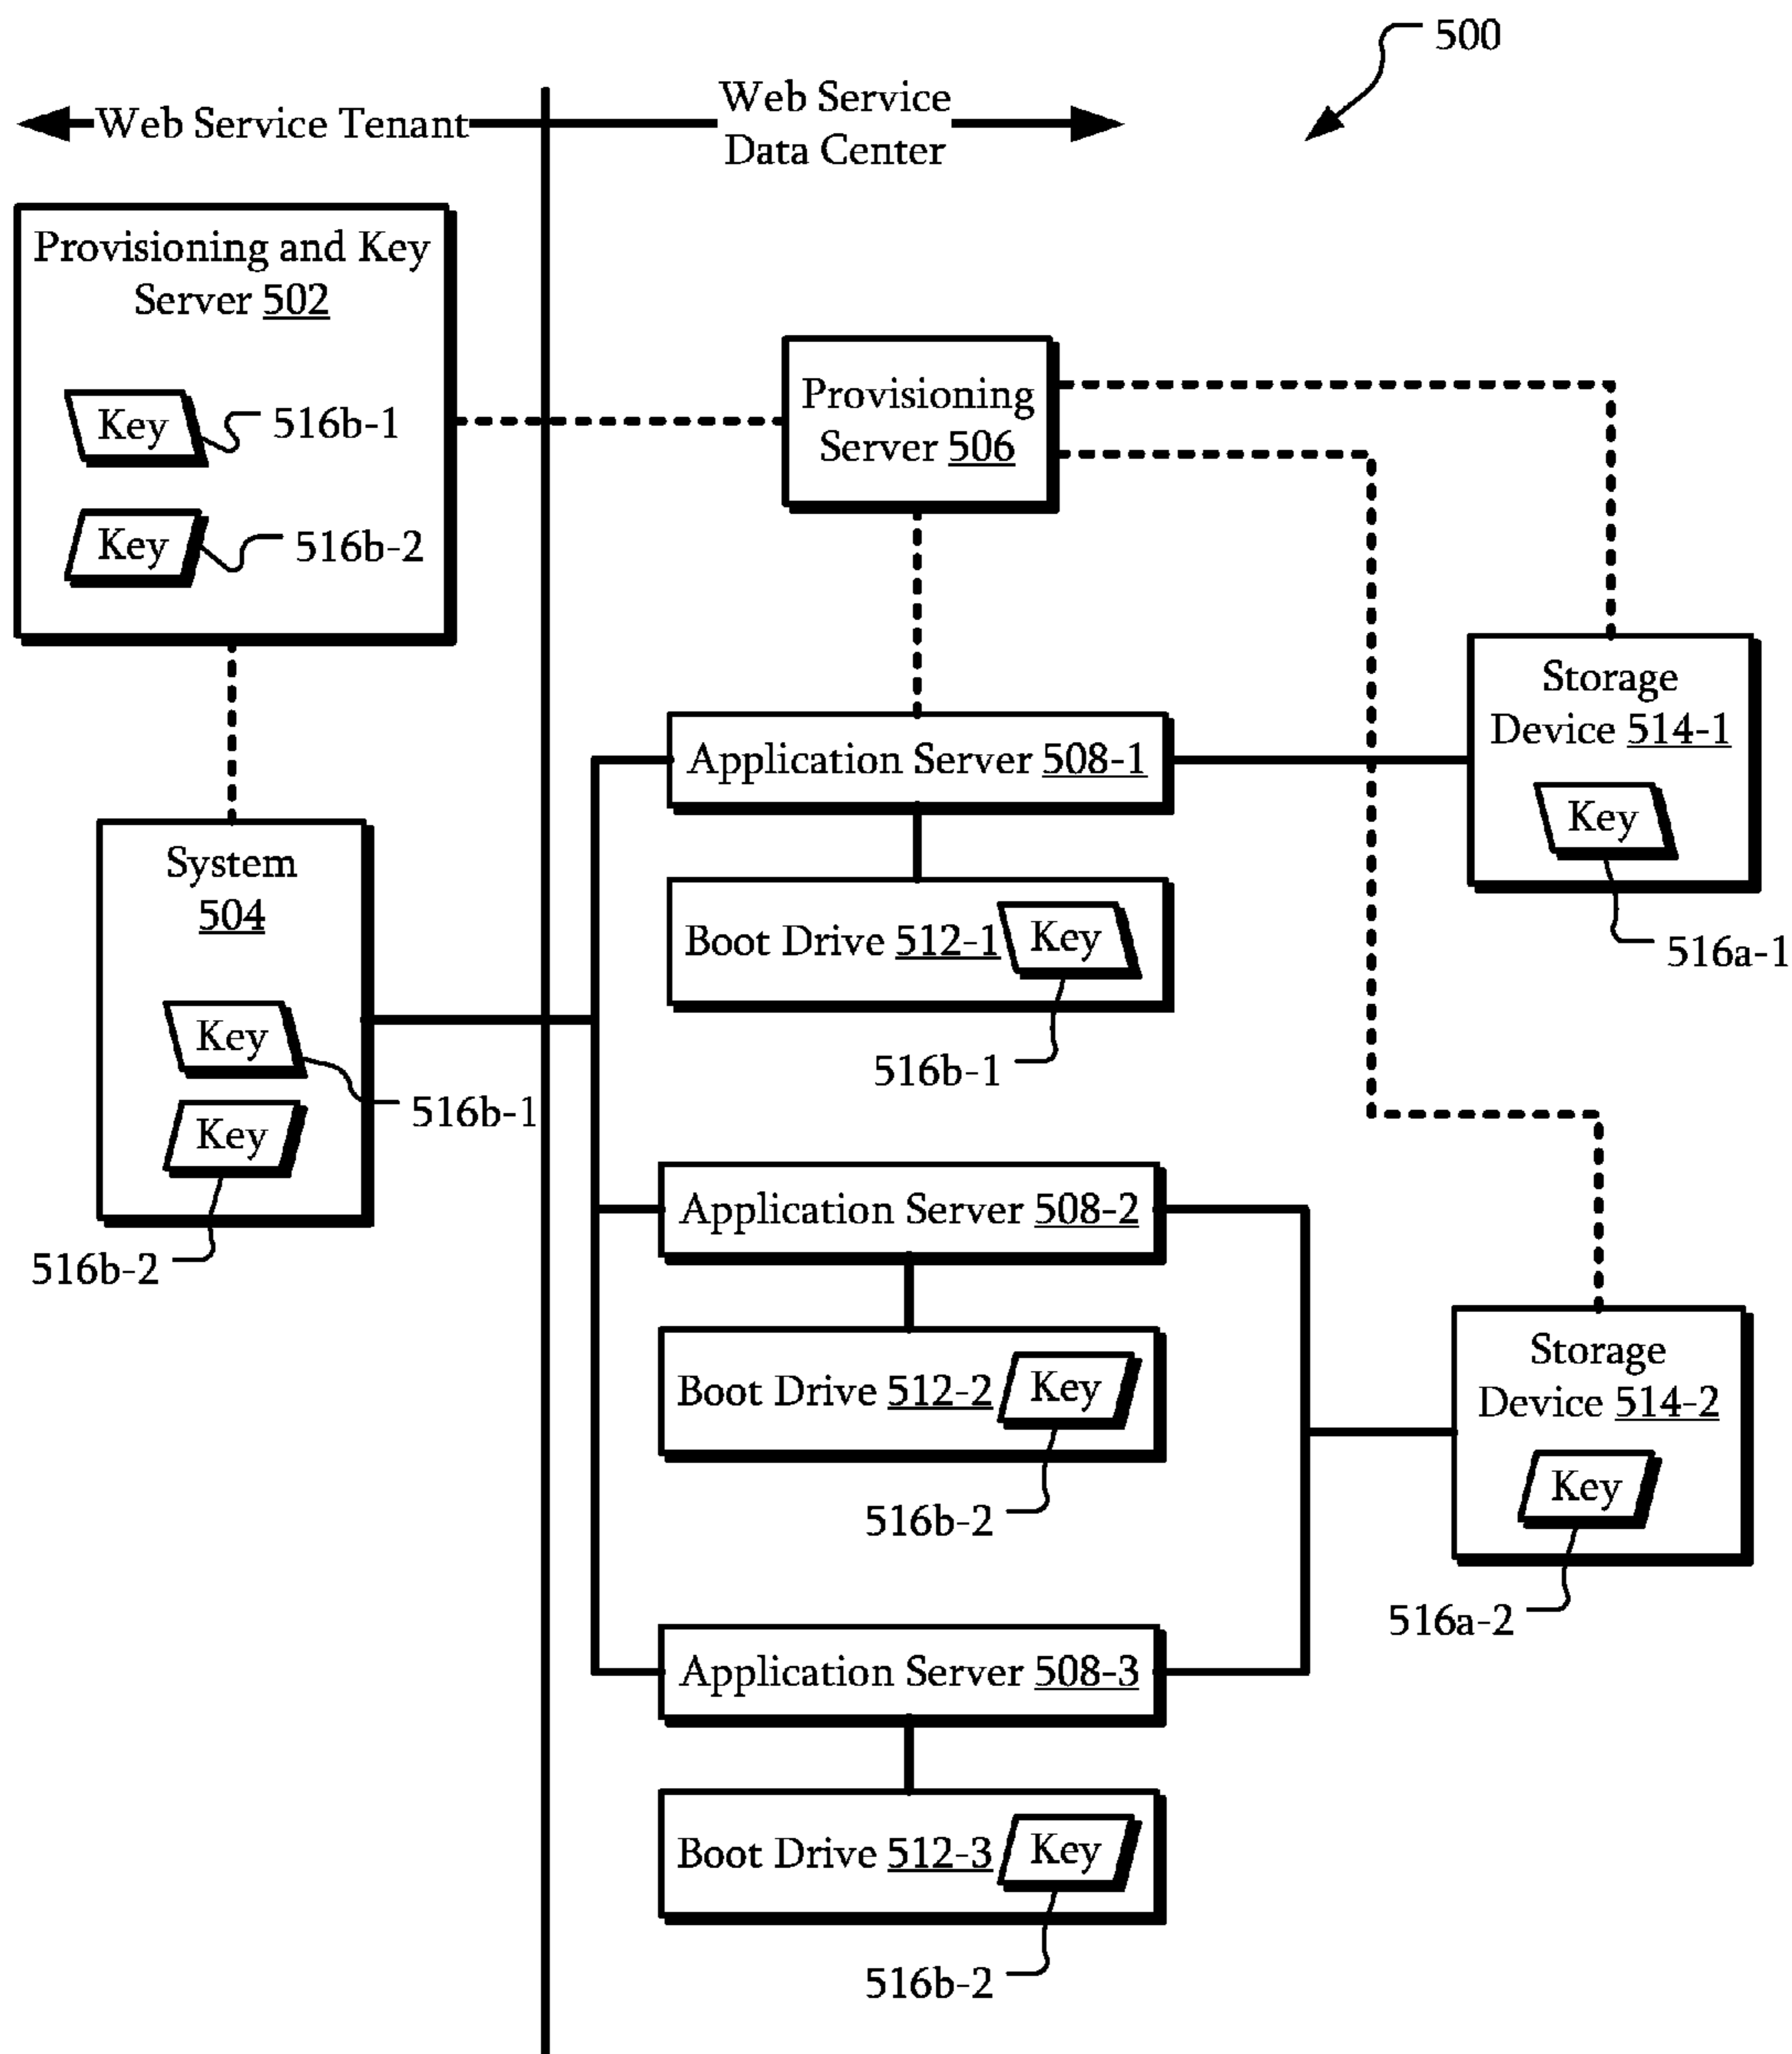 500
Web Service Tenant
Web Service
Data Center
Provisioning and Key
Server 502
Key
516b-1
Key
516b-2
Provisioning
Server 506
Storage
Device 514-1
Key
516a-1
Application Server 508-1
System
504
Key
516b-1
Key
516b-2
Boot Drive 512-1
Key
516b-1
Application Server 508-2
Boot Drive 512-2
Key
516b-2
Storage
Device 514-2
Key
516a-2
Application Server 508-3
Boot Drive 512-3
Key
516b-2